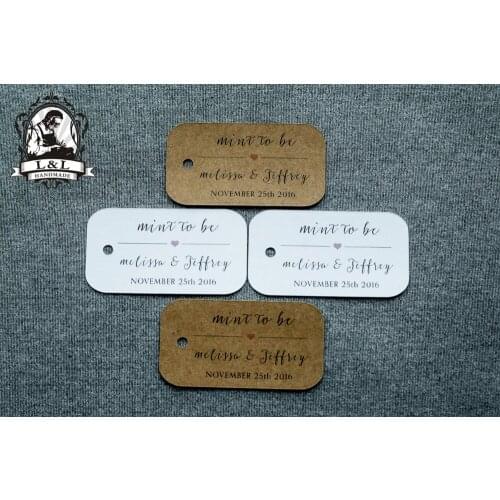 L&L
HANDMADE
mint to be
melissa & Jeffrey
NOVEMBER 25th 2016
mint to be
melissa & Jeffrey
NOVEMBER 25th 2016
mint to be
melissa & Jeffrey
NOVEMBER 25th 2016
mint to be
melissa & Jeffrey
NOVEMBER 25th 2016